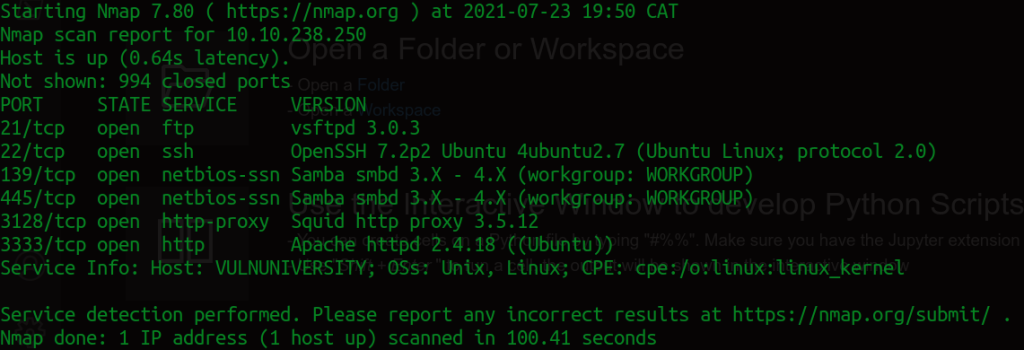 Starting Nmap 7.80 ( https://nmap.org ) at 2021-07-23 19:50 CAT
Nmap scan report for 10.10.238.250
Open a Folder or Workspace
Host is up (0.64s latency).
Not shown: 994 closed ports
Open a Folder
PORT STATE SERVICE VERSION
Open a Workspace
21/tcp open ftp vsftpd 3.0.3
22/tcp open ssh OpenSSH 7.2p2 Ubuntu 4ubuntu2.7 (Ubuntu Linux; protocol 2.0)
139/tcp open netbios-ssn Samba smbd 3.X - 4.X (workgroup: WORKGROUP)
445/tcp open netbios-ssn Samba smbd 3.X - 4.X (workgroup: WORKGROUP)
Use the Interactive Window to develop Python Scripts
3128/tcp open http-proxy Squid http proxy 3.5.12
3333/tcp open http Apache httpd 2.4.18 ((Ubuntu))
typing "#%%". Make sure you have the Jupyter extension
Service Info: Host: VULNUNIVERSITY; OSs: Unix, Linux; CPE: cpe:/o:linux:linux_kernel
Service detection performed. Please report any incorrect results at https://nmap.org/submit/ .
Nmap done: 1 IP address (1 host up) scanned in 100.41 seconds